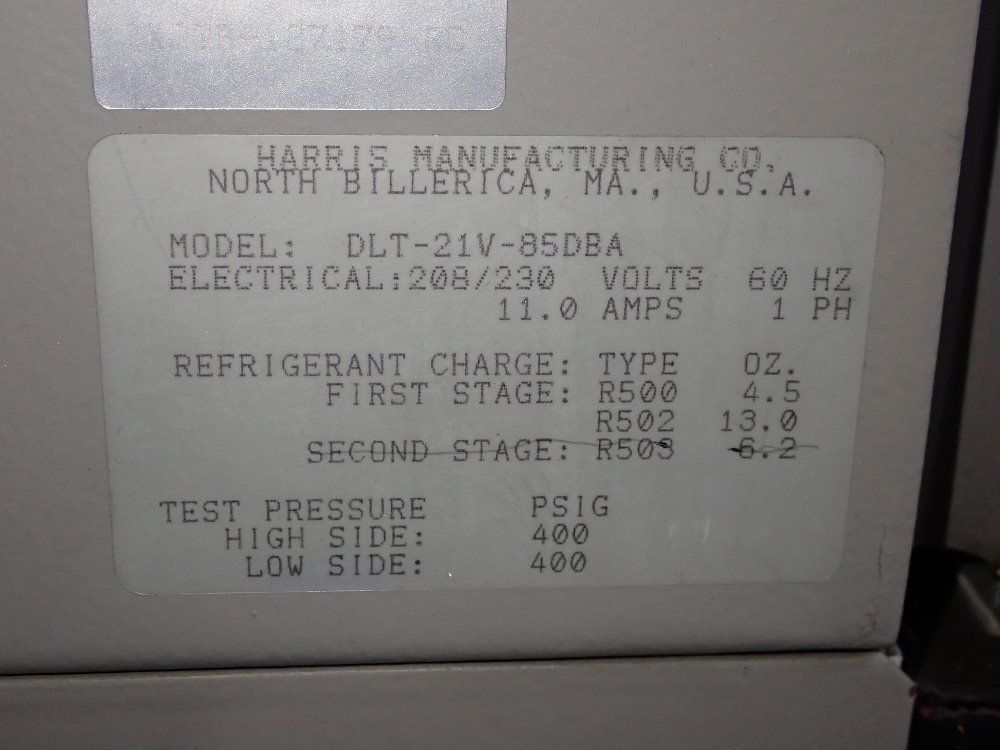 HARRIS MANUFACTURING CO.
NORTH BILLERICA, MA., U.S.A.
MODEL: DLT-21V-85DBA
ELECTRICAL:208/230 VOLTS 60 HZ
11.0 AMPS 1 PH
REFRIGERANT CHARGE: TYPE OZ.
FIRST STAGE: R500 4.5
R502 13.0
SECOND STAGE: R503 6.2
TEST PRESSURE PSIG
HIGH SIDE: 400
LOW SIDE: 400